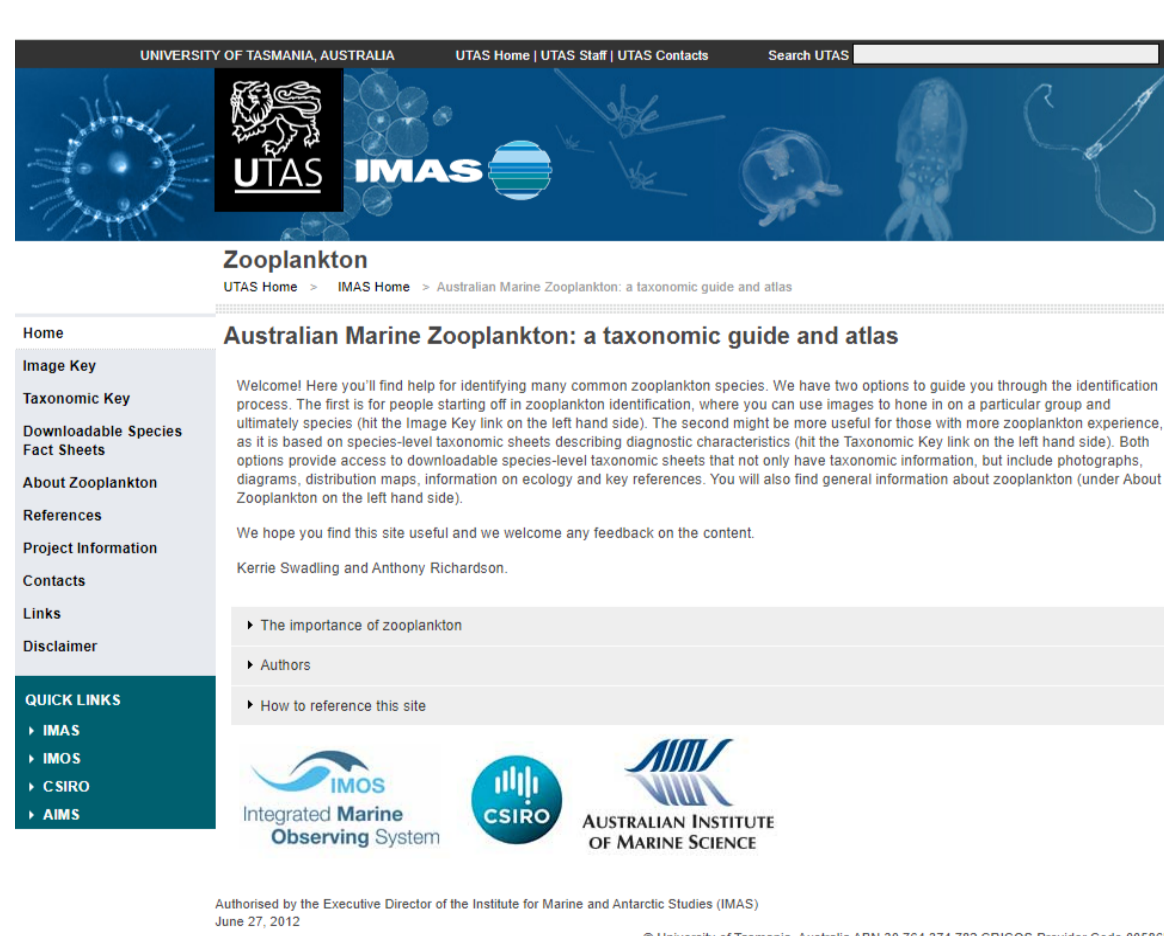 UNIVERSITY OF TASMANIA, AUSTRALIA UTAS Home | UTAS Staff | UTAS Contacts Search UTAS
UTAS
IMAS
Zooplankton
UTAS Home > IMAS Home > Australian Marine Zooplankton: a taxonomic guide and atlas
Home
Image Key
Taxonomic Key
Downloadable Species
Fact Sheets
About Zooplankton
References
Project Information
Contacts
Links
Disclaimer
QUICK LINKS
IMAS
IMOS
CSIRO
AIMS
Australian Marine Zooplankton: a taxonomic guide and atlas
Welcome! Here you'll find help for identifying many common zooplankton species. We have two options to guide you through the identification
process. The first is for people starting off in zooplankton identification, where you can use images to hone in on a particular group and
ultimately species (hit the Image Key link on the left hand side). The second might be more useful for those with more zooplankton experience,
as it is based on species-level taxonomic sheets describing diagnostic characteristics (hit the Taxonomic Key link on the left hand side). Both
options provide access to downloadable species-level taxonomic sheets that not only have taxonomic information, but include photographs,
diagrams, distribution maps, information on ecology and key references. You will also find general information about zooplankton (under About
Zooplankton on the left hand side).
We hope you find this site useful and we welcome any feedback on the content.
Kerrie Swadling and Anthony Richardson.
The importance of zooplankton
Authors
How to reference this site
IMOS
Integrated Marine
Observing System
CSIRO
AUSTRALIAN INSTITUTE
OF MARINE SCIENCE
Authorised by the Executive Director of the Institute for Marine and Antarctic Studies (IMAS)
June 27, 2012